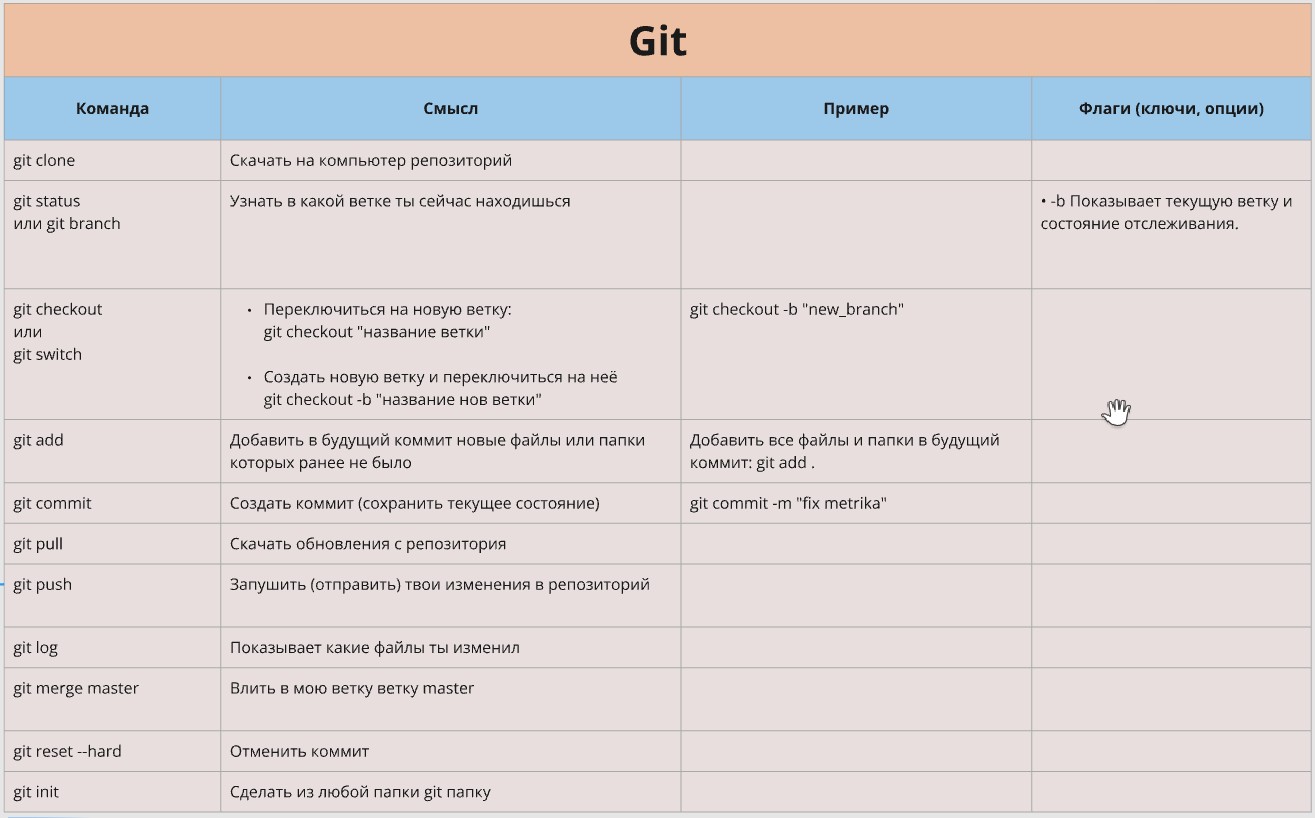 Git
Команда
Смысл
Пример
Флаги (ключи, опции)
git clone
Скачать на компьютер репозиторий
git status
или git branch
Узнать в какой ветке ты сейчас находишься
• -b Показывает текущую ветку и
состояние отслеживания.
git checkout
или
git switch
• Переключиться на новую ветку:
git checkout "название ветки"
• Создать новую ветку и переключиться на неё
git checkout -b "название нов ветки"
git checkout -b "new_branch"
git add
Добавить в будущий коммит новые файлы или папки
которых ранее не было
Добавить все файлы и папки в будущий
коммит: git add .
git commit
Создать коммит (сохранить текущее состояние)
git commit -m "fix metrika"
git pull
Скачать обновления с репозитория
git push
Запушить (отправить) твои изменения в репозиторий
git log
Показывает какие файлы ты изменил
git merge master
Влить в мою ветку ветку master
git reset --hard
Отменить коммит
git init
Сделать из любой папки git папку